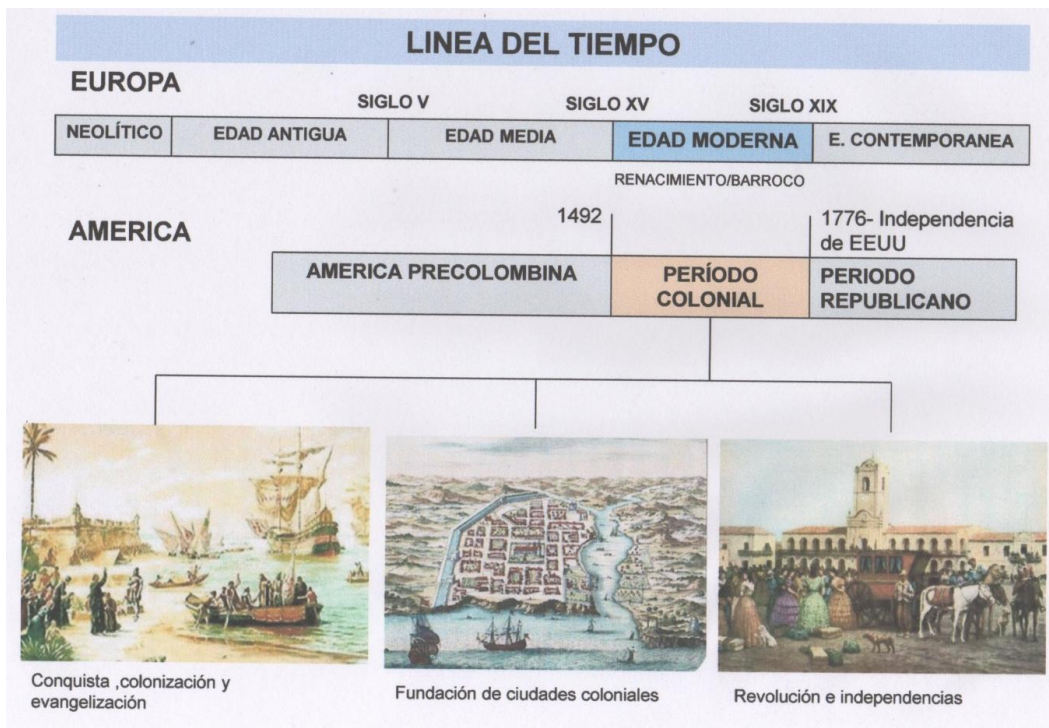 LINEA DEL TIEMPO
EUROPA
SIGLO V
SIGLO XV
SIGLO XIX
NEOLÍTICO
EDAD ANTIGUA
EDAD MEDIA
EDAD MODERNA
E. CONTEMPORANEA
RENACIMIENTO/BARROCO
AMERICA
1492
1776- Independencia
de EEUU
AMERICA PRECOLOMBINA
PERÍODO
COLONIAL
PERIODO
REPUBLICANO
Conquista ,colonización y
evangelización
Fundación de ciudades coloniales
Revolución e independencias